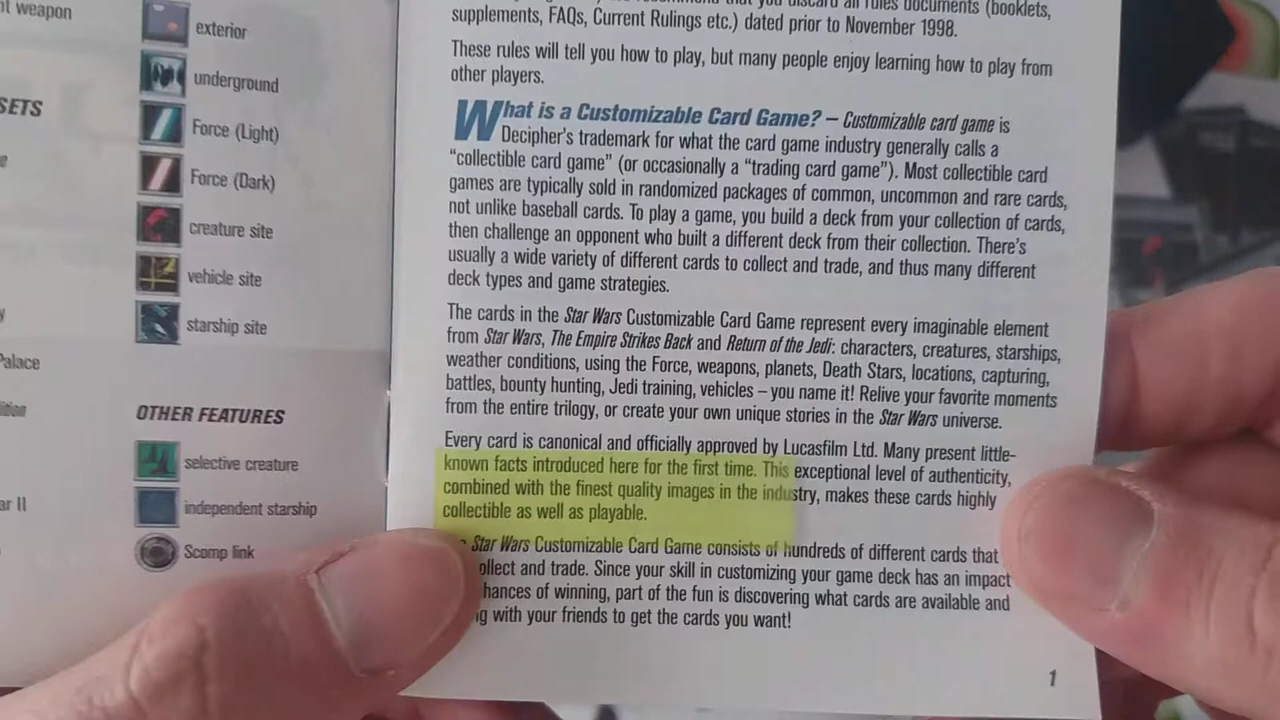 nt weapon
SETS
Palace
ar II
exterior
underground
Force (Light)
Force (Dark)
creature site
vehicle site
starship site
OTHER FEATURES
selective creature
independent starship
Scomp link
that you discard all rules documents (booklets,
supplements, FAQs, Current Rulings etc.) dated prior to November 1998.
These rules will tell you how to play, but many people enjoy learning how to play from
other players.
What is a Customizable Card Game? – Customizable card game is
Decipher's trademark for what the card game industry generally calls a
“collectible card game” (or occasionally a “trading card game”). Most collectible card
games are typically sold in randomized packages of common, uncommon and rare cards,
not unlike baseball cards. To play a game, you build a deck from your collection of cards,
then challenge an opponent who built a different deck from their collection. There's
usually a wide variety of different cards to collect and trade, and thus many different
deck types and game strategies.
The cards in the Star Wars Customizable Card Game represent every imaginable element
from Star Wars, The Empire Strikes Back and Return of the Jedi: characters, creatures, starships,
weather conditions, using the Force, weapons, planets, Death Stars, locations, capturing,
battles, bounty hunting, Jedi training, vehicles – you name it! Relive your favorite moments
from the entire trilogy, or create your own unique stories in the Star Wars universe.
Every card is canonical and officially approved by Lucasfilm Ltd. Many present little-
known facts introduced here for the first time. This exceptional level of authenticity,
combined with the finest quality images in the industry, makes these cards highly
collectible as well as playable.
Star Wars Customizable Card Game consists of hundreds of different cards that
ollect and trade. Since your skill in customizing your game deck has an impact
hances of winning, part of the fun is discovering what cards are available and
g with your friends to get the cards you want!
1